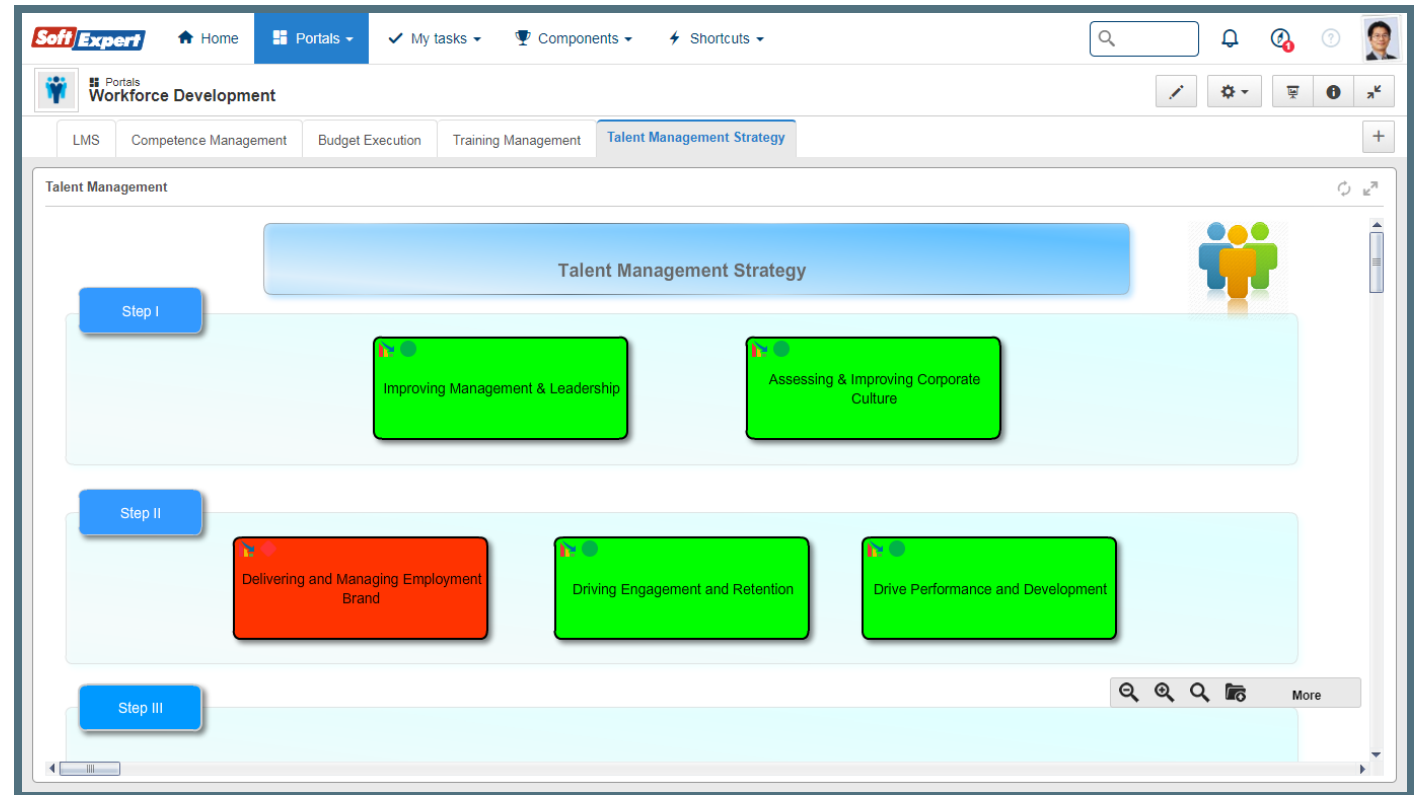 SoftExpert
Home
Portals
My tasks
Components
Shortcuts
1
?
Portals
Workforce Development
LMS
Competence Management
Budget Execution
Training Management
Talent Management Strategy
+
Talent Management
Talent Management Strategy
Step I
Improving Management & Leadership
Assessing & Improving Corporate
Culture
Step II
Delivering and Managing Employment
Brand
Driving Engagement and Retention
Drive Performance and Development
Step III
More